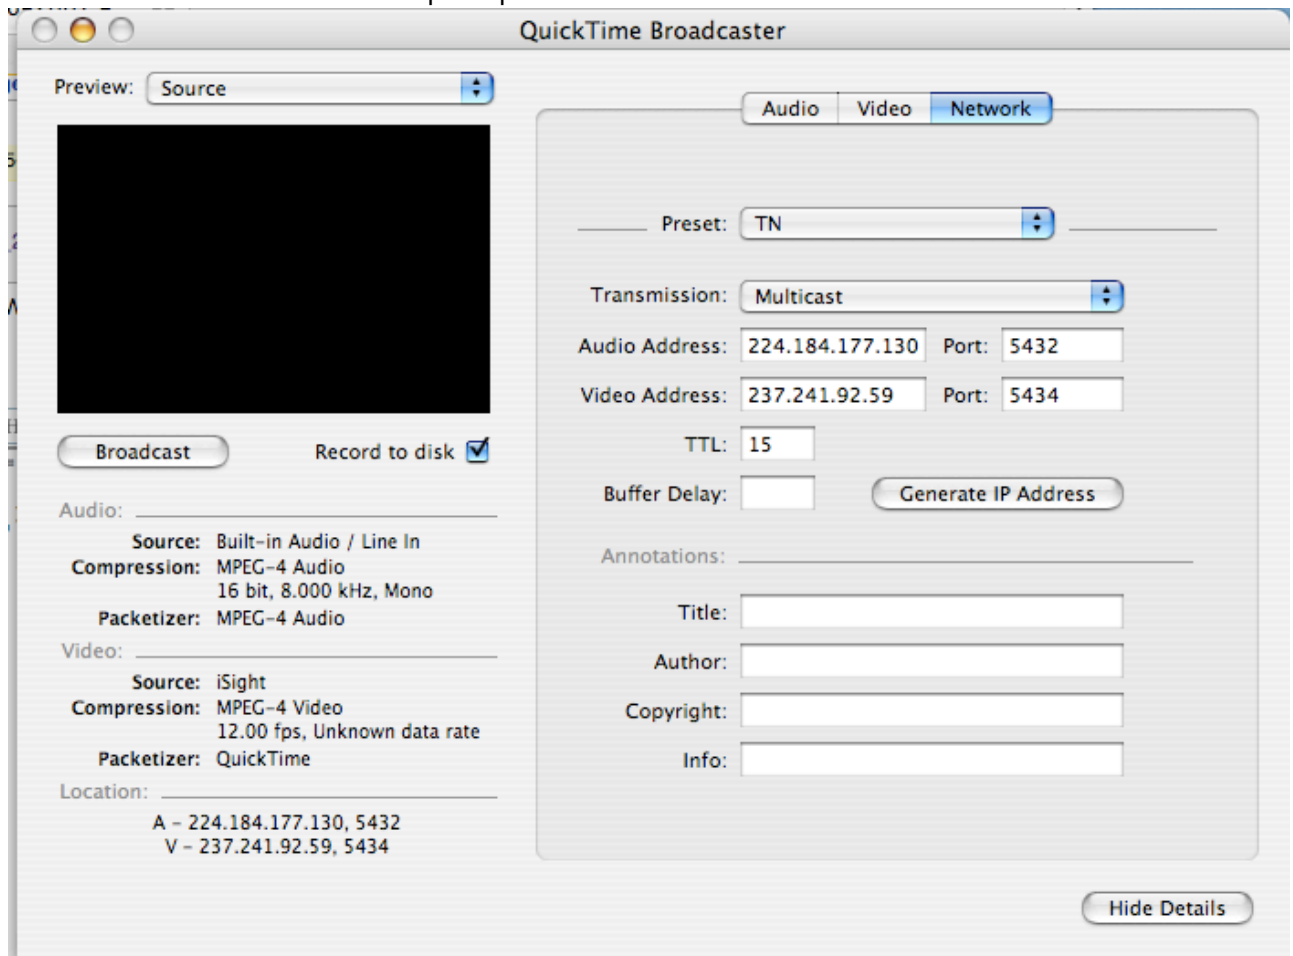 QuickTime Broadcaster
Preview: Source
Broadcast Record to disk
Audio:
Source: Built-in Audio / Line In
Compression: MPEG-4 Audio
16 bit, 8.000 kHz, Mono
Packetizer: MPEG-4 Audio
Video:
Source: iSight
Compression: MPEG-4 Video
12.00 fps, Unknown data rate
Packetizer: QuickTime
Location:
A - 224.184.177.130, 5432
V - 237.241.92.59, 5434
Audio Video Network
Preset: TN
Transmission: Multicast
Audio Address: 224.184.177.130 Port: 5432
Video Address: 237.241.92.59 Port: 5434
TTL: 15
Buffer Delay: Generate IP Address
Annotations:
Title:
Author:
Copyright:
Info:
Hide Details